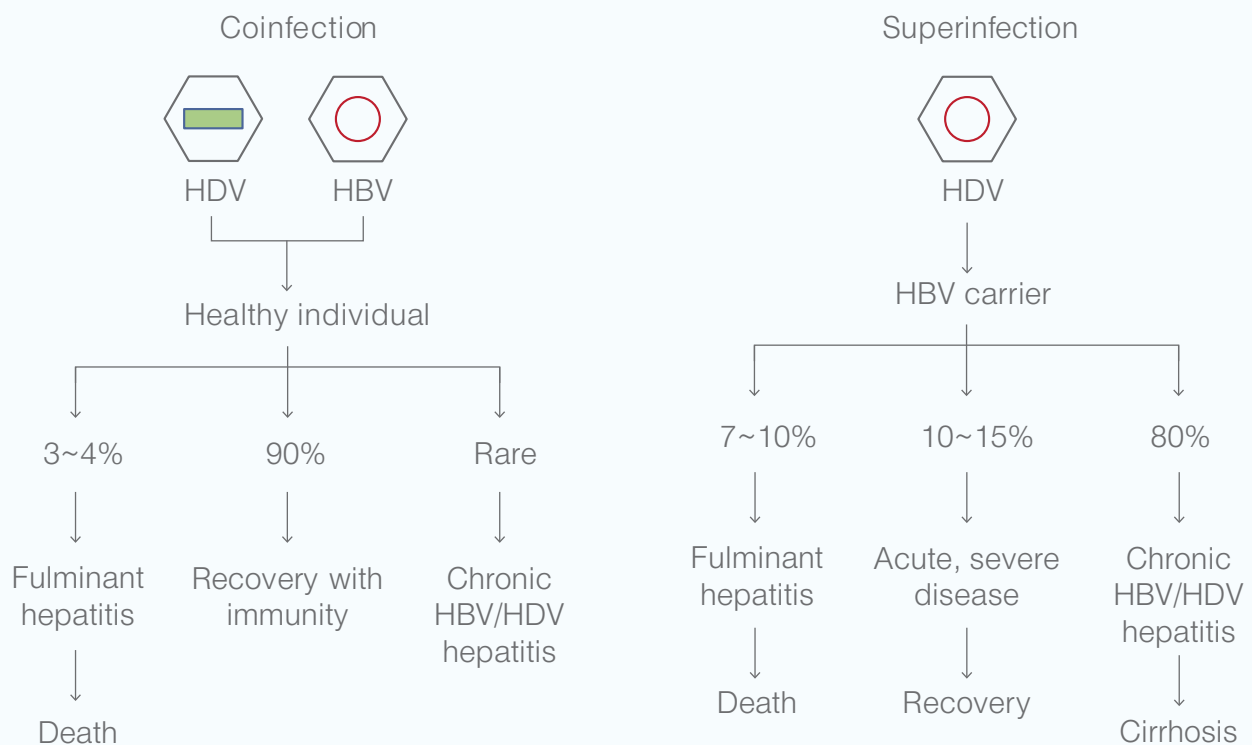 Coinfection
HDV
HBV
Healthy individual
3~4%
90%
Rare
Fulminant
hepatitis
Recovery with
immunity
Chronic
HBV/HDV
hepatitis
Death
Superinfection
HDV
HBV carrier
7~10%
10~15%
80%
Fulminant
hepatitis
Acute, severe
disease
Chronic
HBV/HDV
hepatitis
Death
Recovery
Cirrhosis